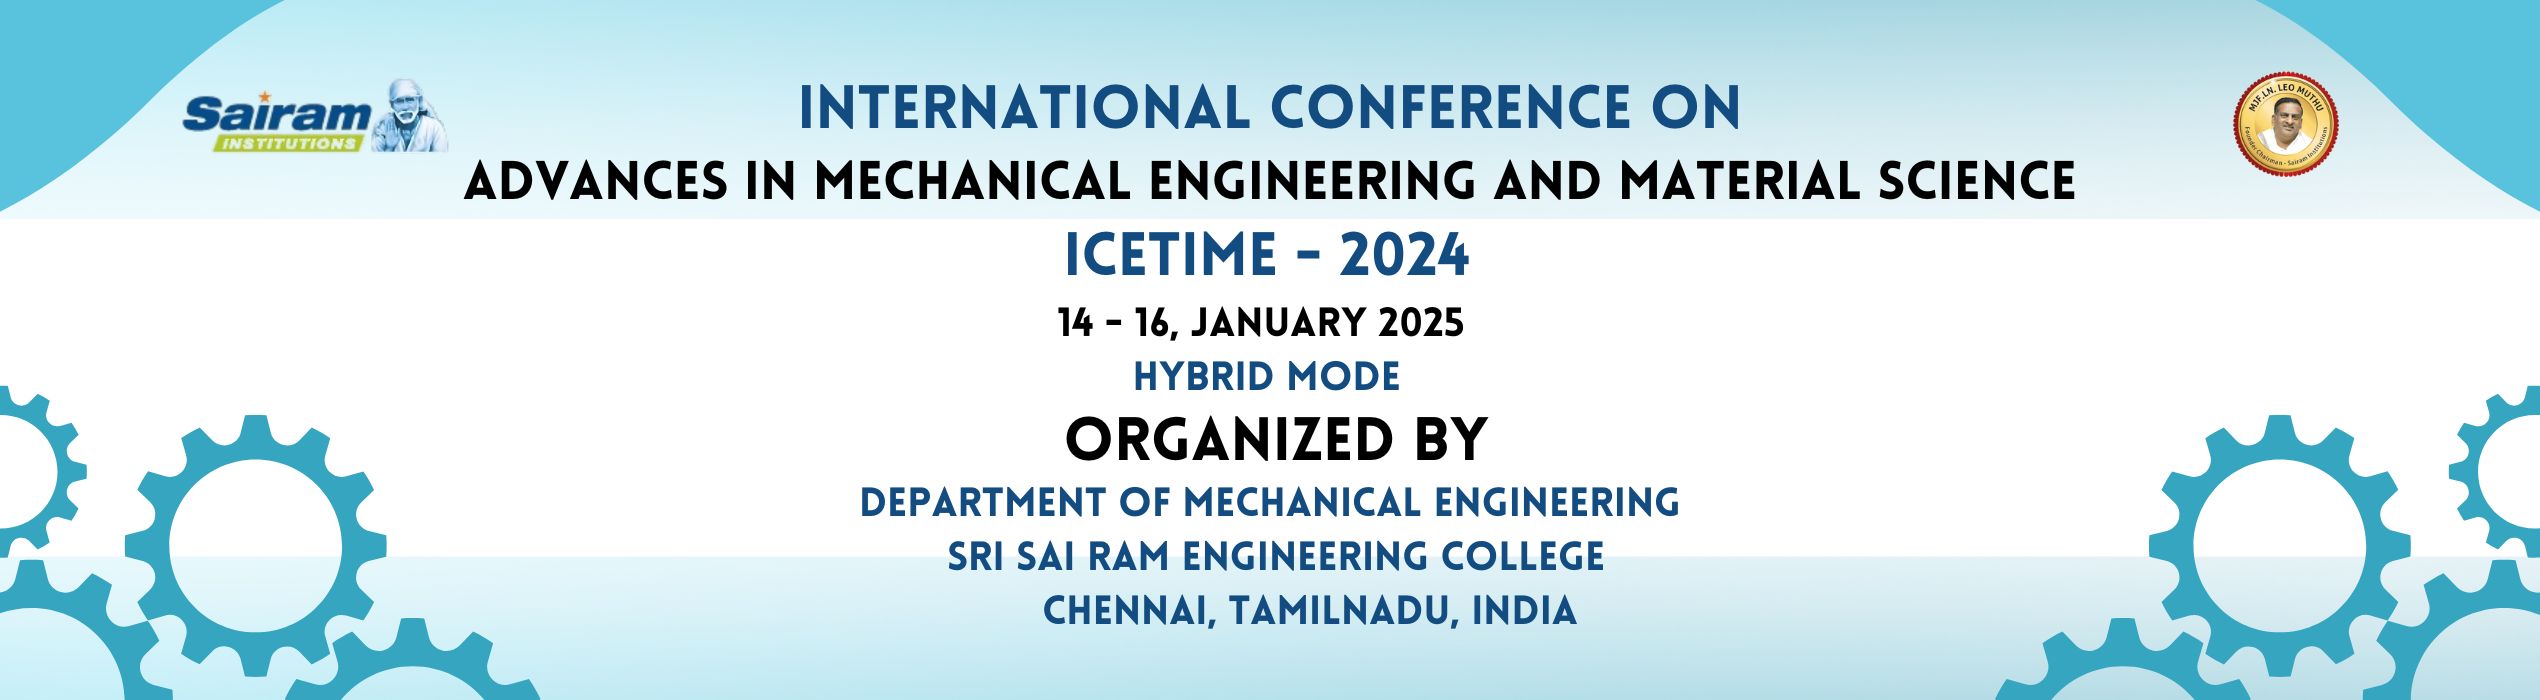 Sairam
INSTITUTIONS
INTERNATIONAL CONFERENCE ON
ADVANCES IN MECHANICAL ENGINEERING AND MATERIAL SCIENCE
MJF.LN. LEO MUTHU
Founder Chairman - Sairam Institutions
ICETIME - 2024
14 - 16, JANUARY 2025
HYBRID MODE
ORGANIZED BY
DEPARTMENT OF MECHANICAL ENGINEERING
SRI SAI RAM ENGINEERING COLLEGE
CHENNAI, TAMILNADU, INDIA